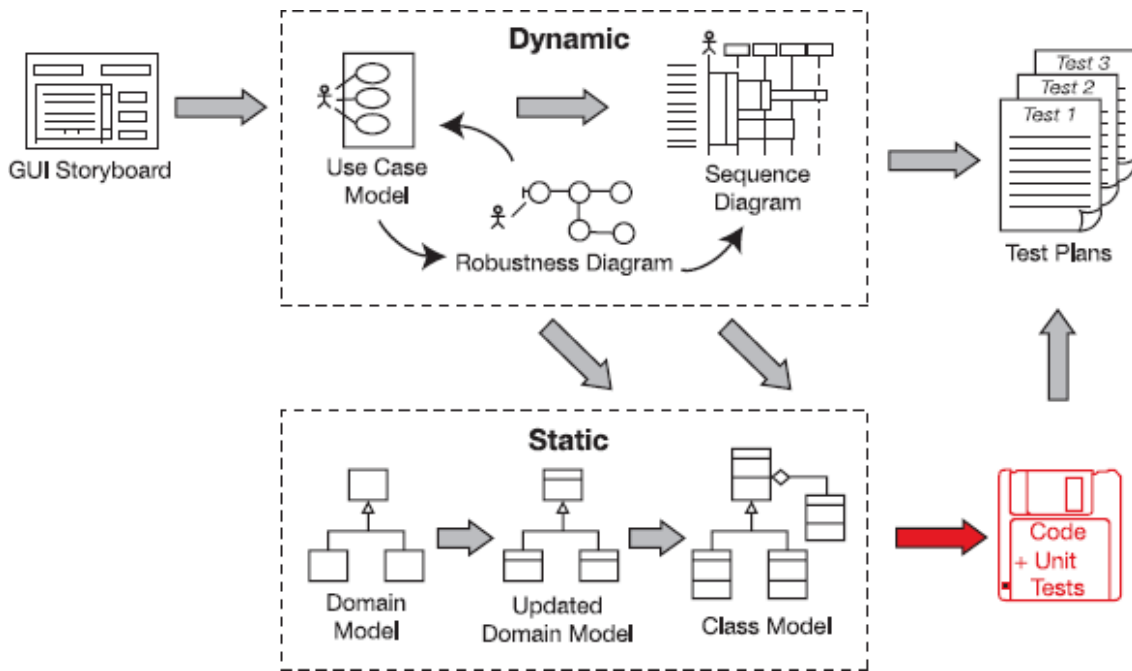 Dynamic
GUI Storyboard
Use Case
Model
Sequence
Diagram
Robustness Diagram
Test 3
Test 2
Test 1
Test Plans
Static
Domain
Model
Updated
Domain Model
Class Model
Code
+ Unit
Tests